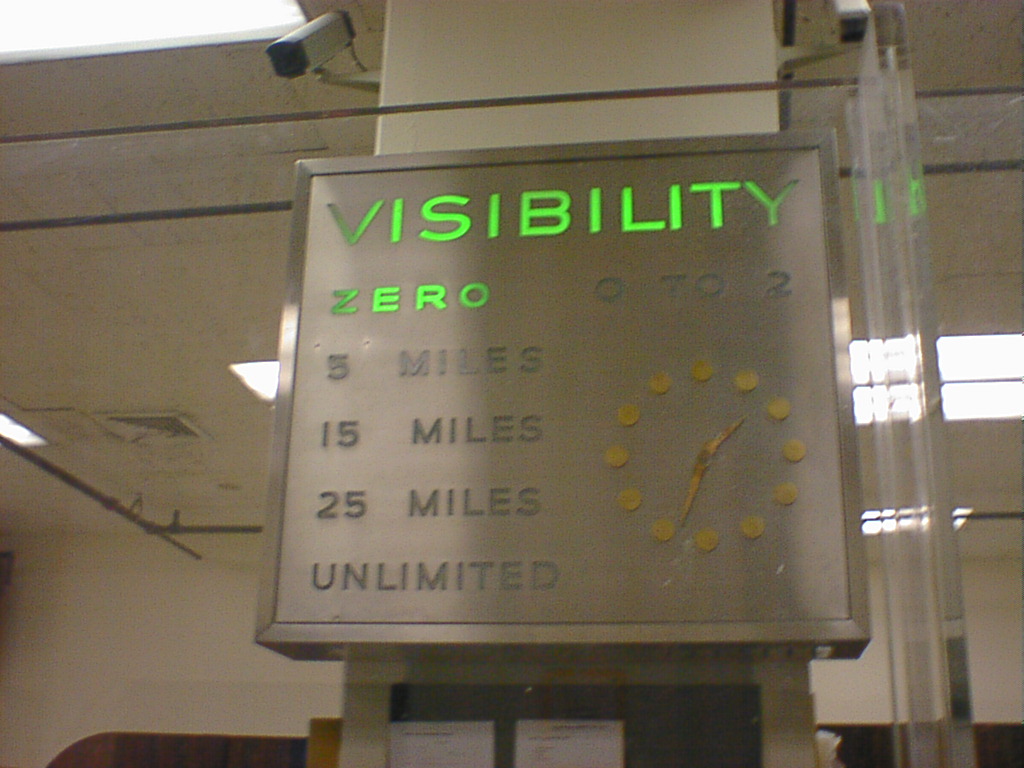 VISIBILITY
ZERO 0 TO 2
5 MILES
15 MILES
25 MILES
UNLIMITED